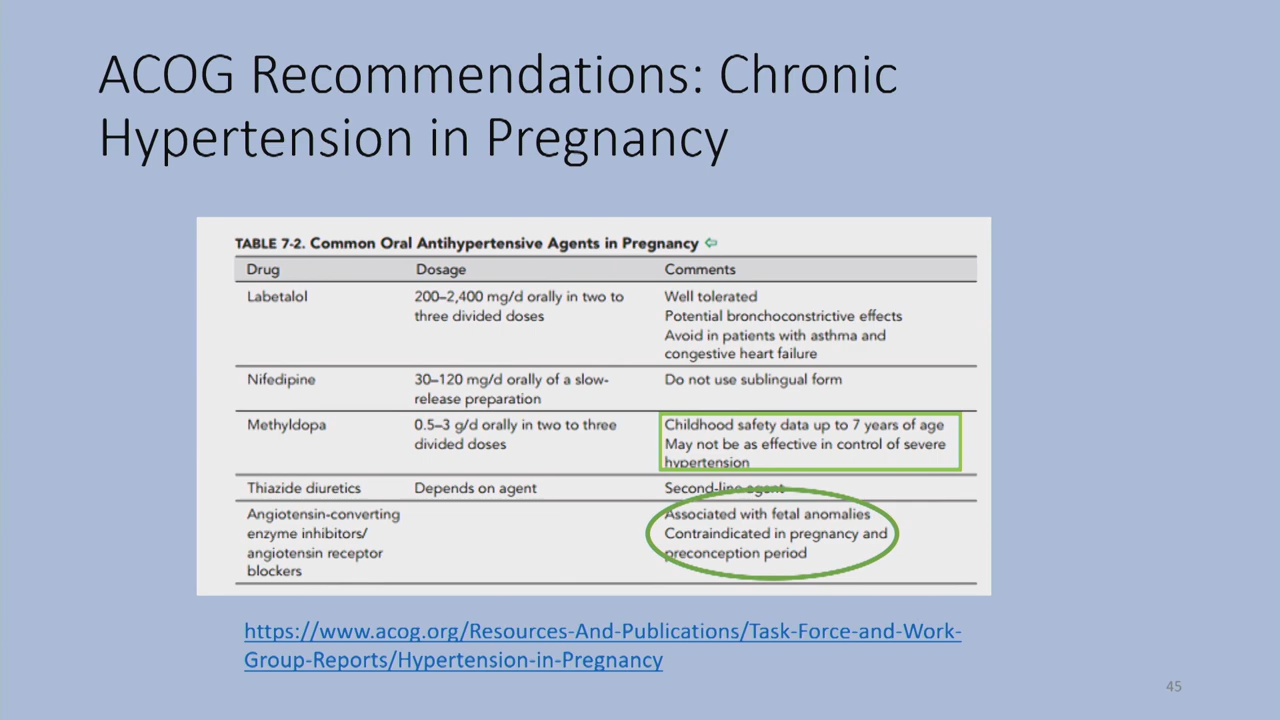 ACOG Recommendations: Chronic
Hypertension in Pregnancy
TABLE 7-2. Common Oral Antihypertensive Agents in Pregnancy
Drug Dosage Comments
Labetalol 200–2,400 mg/d orally in two to Well tolerated
three divided doses Potential bronchoconstrictive effects
Avoid in patients with asthma and
congestive heart failure
Nifedipine 30–120 mg/d orally of a slow- Do not use sublingual form
release preparation
Methyldopa 0.5–3 g/d orally in two to three Childhood safety data up to 7 years of age
divided doses May not be as effective in control of severe
hypertension
Thiazide diuretics Depends on agent Second-line agent
Angiotensin-converting Associated with fetal anomalies
enzyme inhibitors/ Contraindicated in pregnancy and
angiotensin receptor preconception period
blockers
https://www.acog.org/Resources-And-Publications/Task-Force-and-Work-
Group-Reports/Hypertension-in-Pregnancy
45